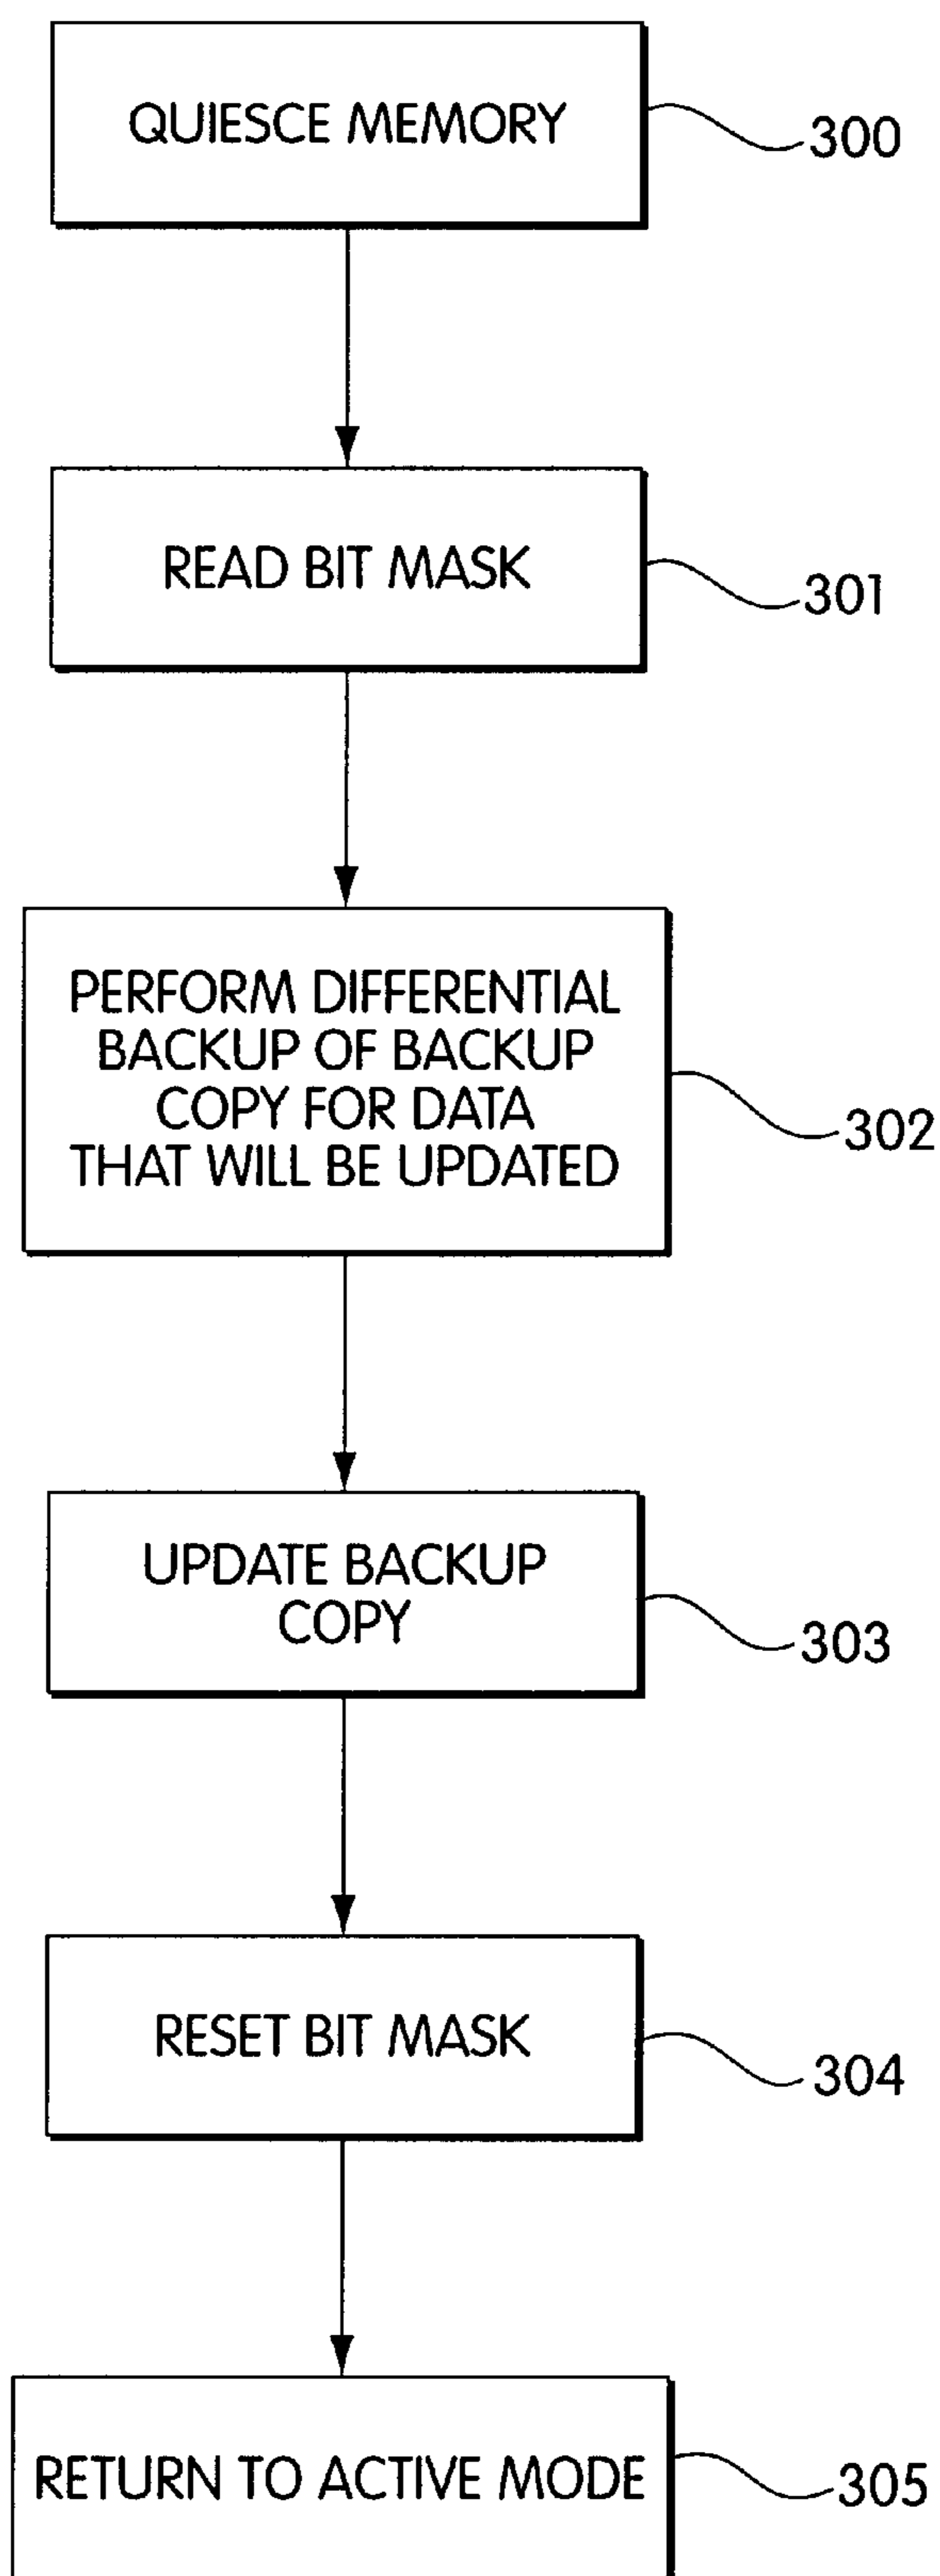 QUIESCE MEMORY
300
READ BIT MASK
301
PERFORM DIFFERENTIAL
BACKUP OF BACKUP
COPY FOR DATA
THAT WILL BE UPDATED
302
UPDATE BACKUP
COPY
303
RESET BIT MASK
304
RETURN TO ACTIVE MODE
305